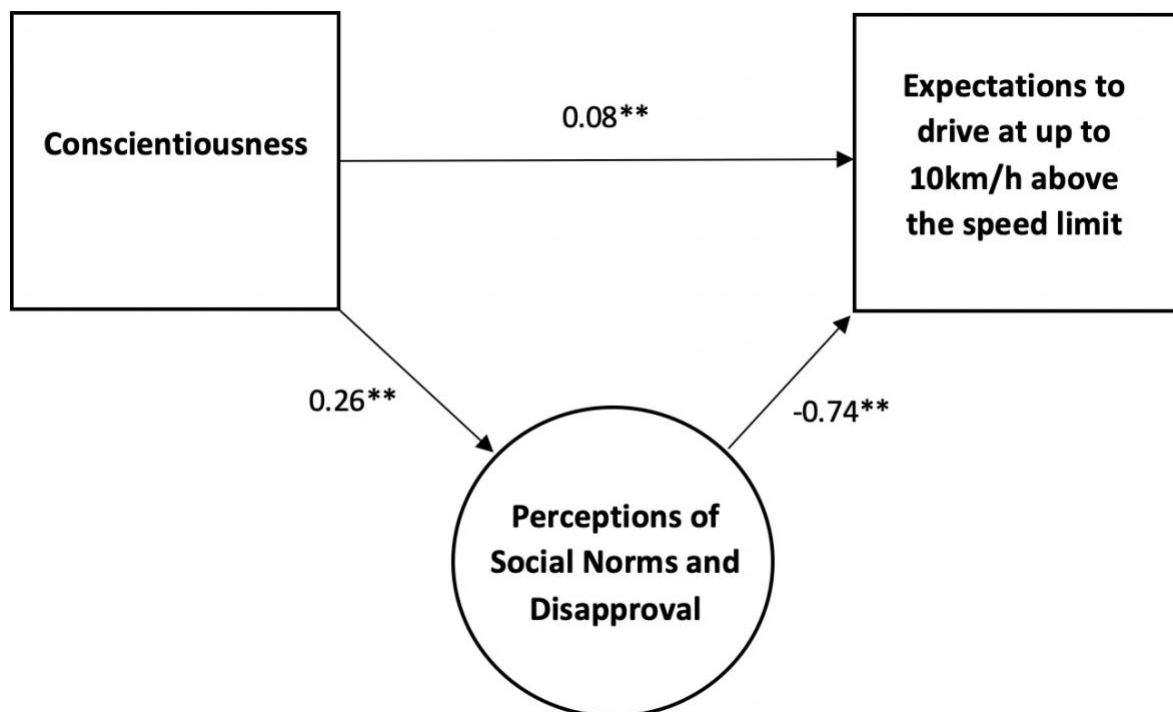 Conscientiousness
0.08**
Expectations to
drive at up to
10km/h above
the speed limit
0.26**
-0.74**
Perceptions of
Social Norms and
Disapproval